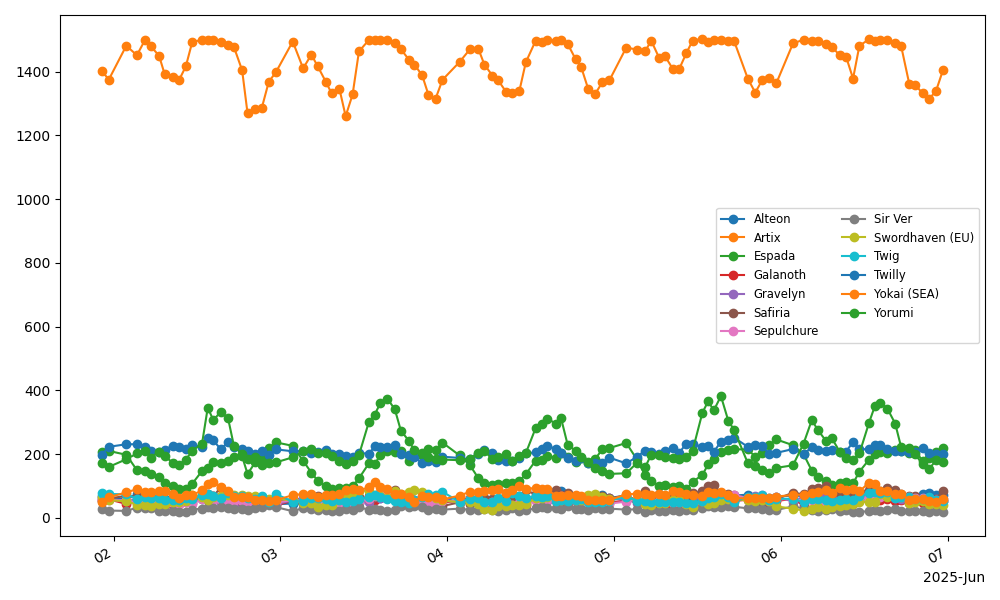 1400
1200
1000
800
600
400
200
0
Alteon
Artix
Espada
Galanoth
Gravelyn
Safiria
Sepulchure
Sir Ver
Swordhaven (EU)
Twig
Twilly
Yokai (SEA)
Yorumi
02 03 04 05 06 07
2025-Jun